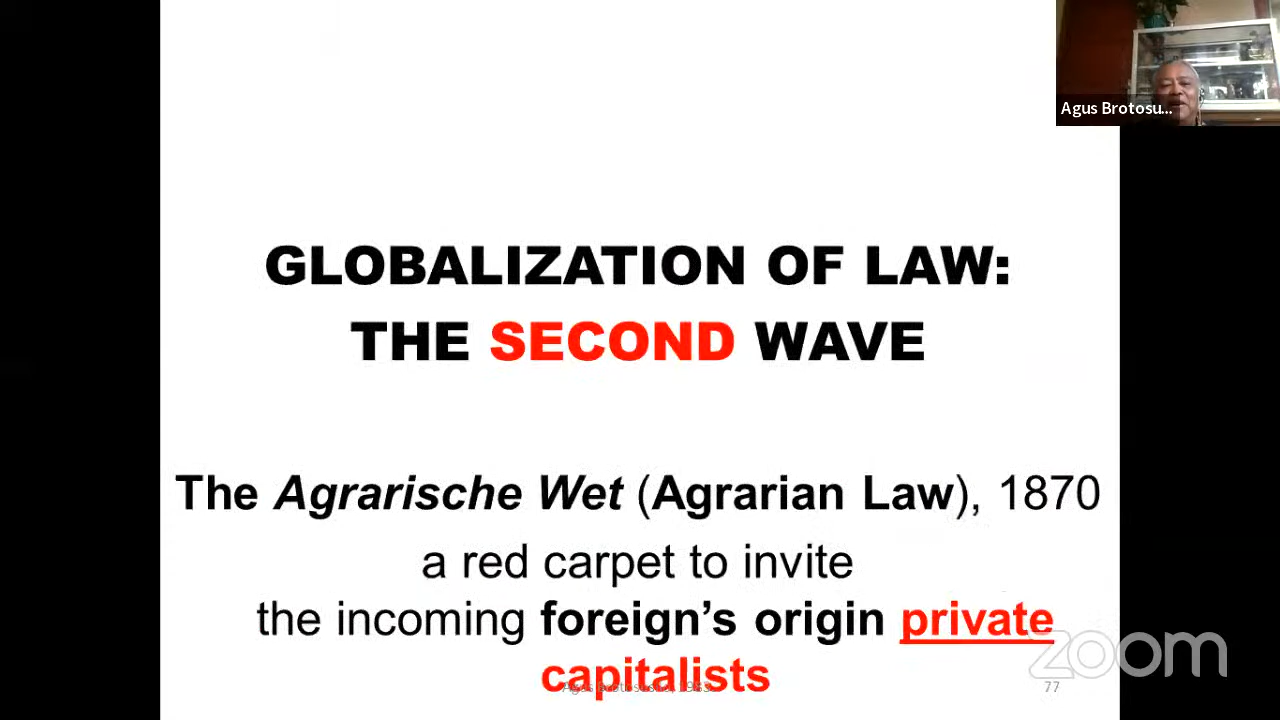 Agus Brotosu...
GLOBALIZATION OF LAW:
THE SECOND WAVE
The Agrarische Wet (Agrarian Law), 1870
a red carpet to invite
the incoming foreign's origin private
capitalists
77
zoom